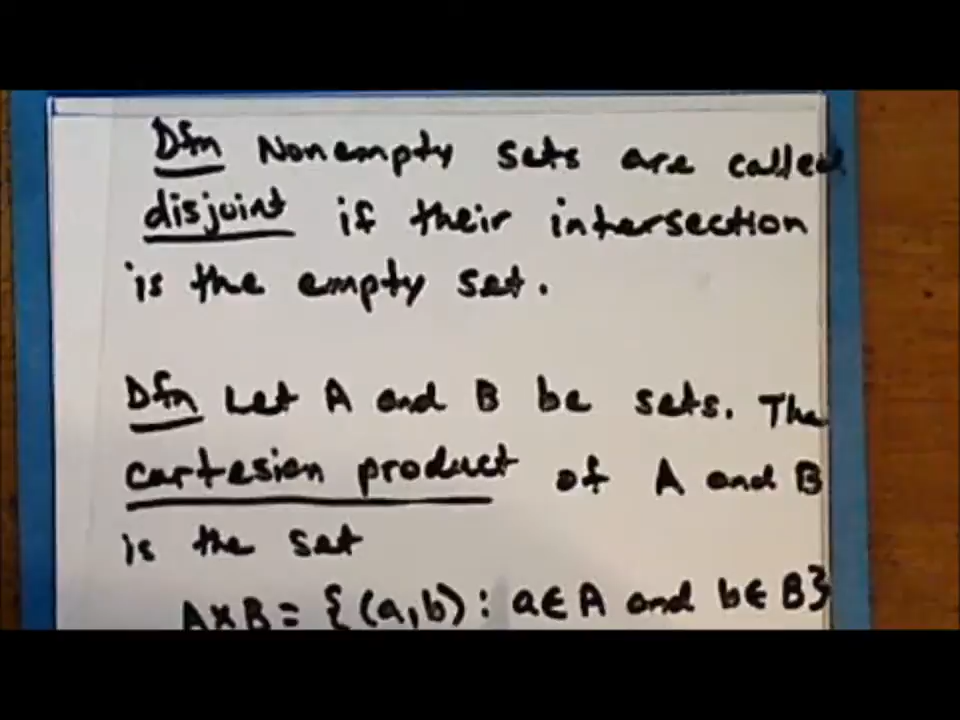 Dfn Nonempty sets are called
disjoint if their intersection
is the empty set.
Dfn Let A and B be sets. The
cartesian product of A and B
is the set
A×B = {(a,b) : a∈A and b∈B}